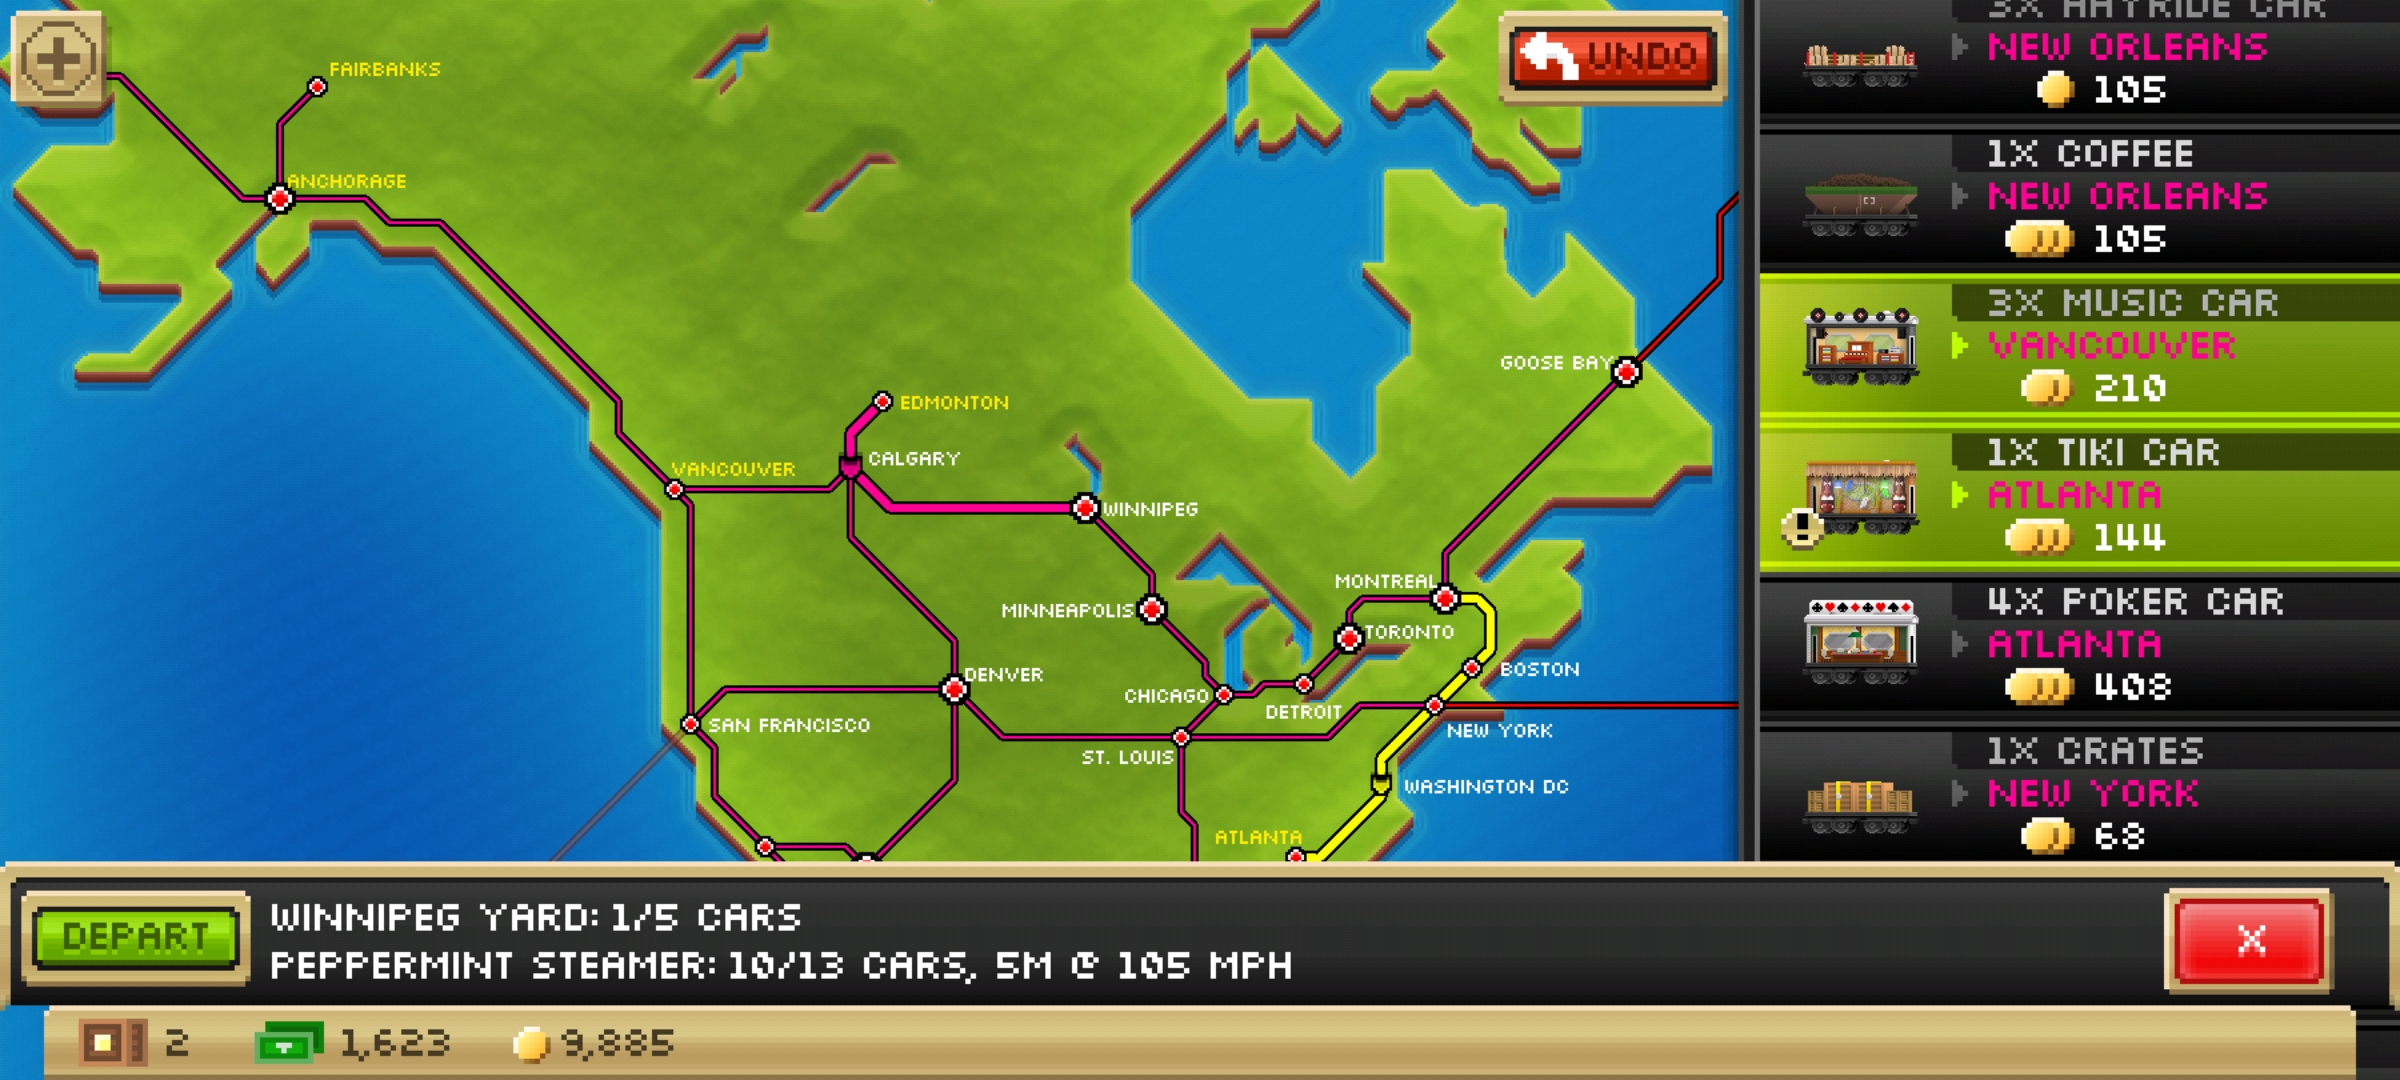 FAIRBANKS
ANCHORAGE
EDMONTON
CALGARY
VANCOUVER
WINNIPEG
GOOSE BAY
MONTREAL
MINNEAPOLIS
TORONTO
BOSTON
DENVER
CHICAGO
DETROIT
SAN FRANCISCO
NEW YORK
ST. LOUIS
WASHINGTON DC
ATLANTA
UNDO
3X HAYRIDE CAR
NEW ORLEANS
105
1X COFFEE
NEW ORLEANS
105
3X MUSIC CAR
VANCOUVER
210
1X TIKI CAR
ATLANTA
144
4X POKER CAR
ATLANTA
408
1X CRATES
NEW YORK
68
DEPART
WINNIPEG YARD: 1/5 CARS
PEPPERMINT STEAMER: 10/13 CARS, 5M @ 105 MPH
X
2
1,623
9,885